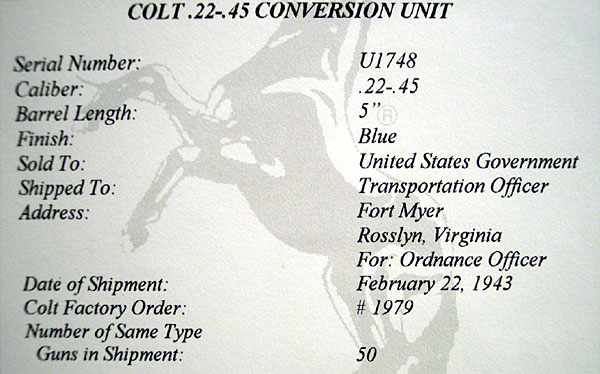 COLT .22-.45 CONVERSION UNIT
Serial Number: U1748
Caliber: .22-.45
Barrel Length: 5”
®
Finish: Blue
Sold To: United States Government
Shipped To: Transportation Officer
Address: Fort Myer
Rosslyn, Virginia
For: Ordnance Officer
Date of Shipment: February 22, 1943
Colt Factory Order: # 1979
Number of Same Type
Guns in Shipment: 50